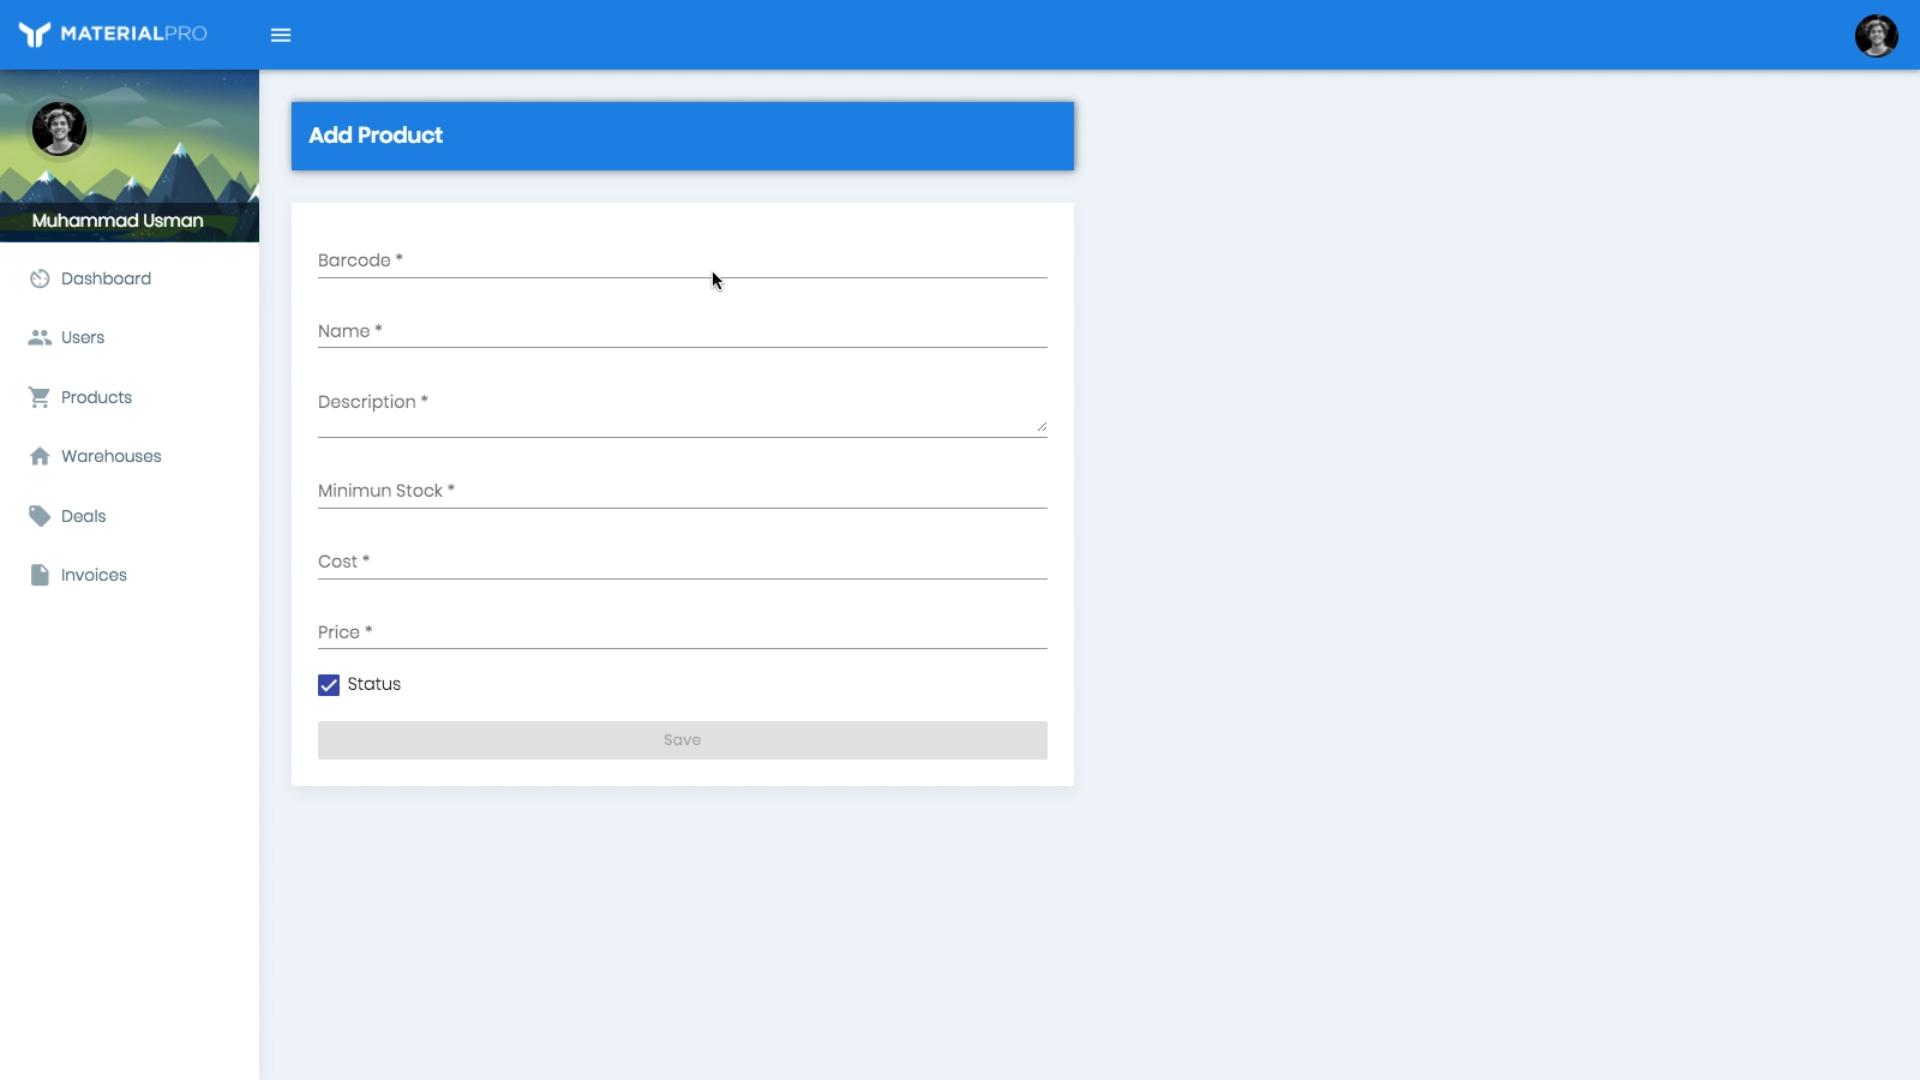 MATERIALPRO
Muhammad Usman
Dashboard
Users
Products
Warehouses
Deals
Invoices
Add Product
Barcode *
Name *
Description *
Minimun Stock *
Cost *
Price *
Status
Save